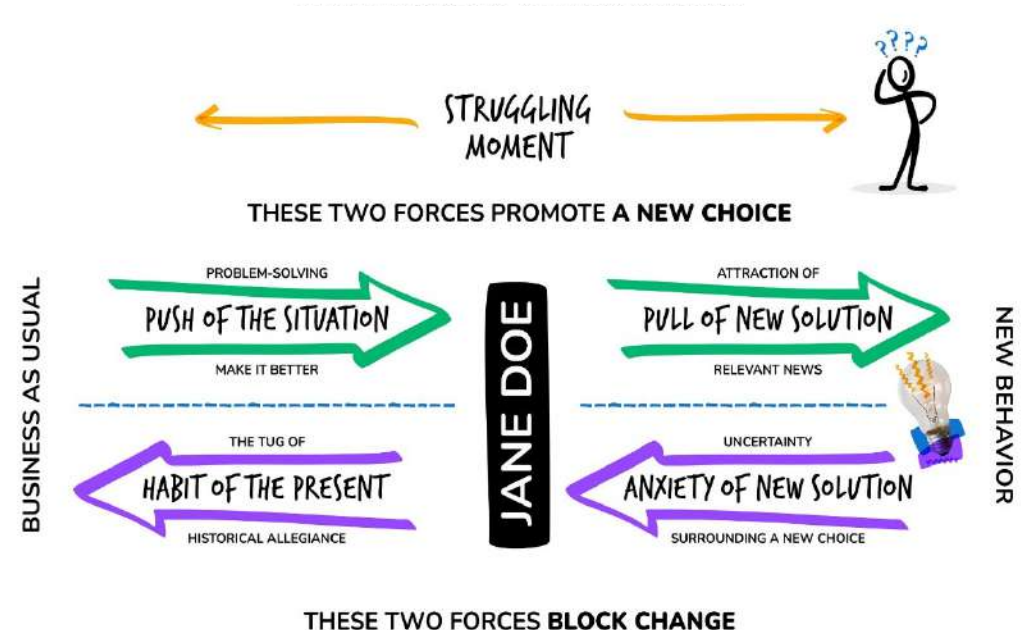 ????
STRUGGLING
MOMENT
THESE TWO FORCES PROMOTE A NEW CHOICE
BUSINESS AS USUAL
PROBLEM-SOLVING
PUSH OF THE SITUATION
MAKE IT BETTER
THE TUG OF
HABIT OF THE PRESENT
HISTORICAL ALLEGIANCE
JANE DOE
ATTRACTION OF
PULL OF NEW SOLUTION
RELEVANT NEWS
UNCERTAINTY
ANXIETY OF NEW SOLUTION
SURROUNDING A NEW CHOICE
NEW BEHAVIOR
THESE TWO FORCES BLOCK CHANGE